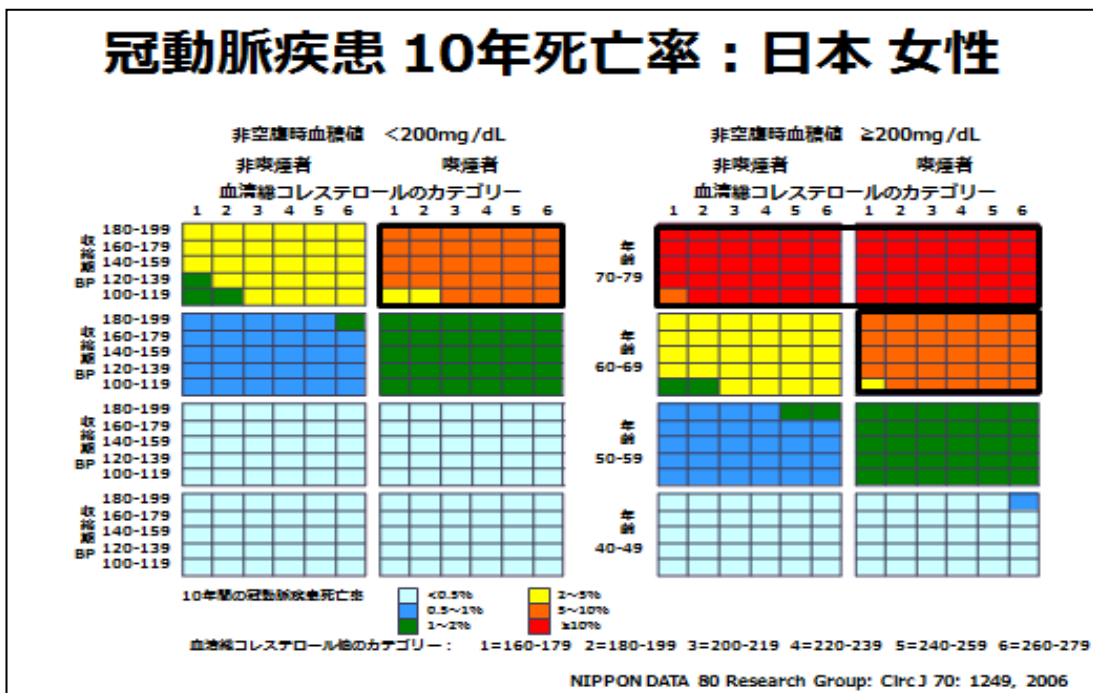 冠動脈疾患 10年死亡率：日本 女性
非空腹時血糖値 ＜200mg/dL
非空腹時血糖値 ≧200mg/dL
非喫煙者 喫煙者
非喫煙者 喫煙者
血清総コレステロールのカテゴリー
血清総コレステロールのカテゴリー
1 2 3 4 5 6 1 2 3 4 5 6
1 2 3 4 5 6 1 2 3 4 5 6
収縮期BP
180-199
160-179
140-159
120-139
100-119
年齢
70-79
収縮期BP
180-199
160-179
140-159
120-139
100-119
年齢
60-69
収縮期BP
180-199
160-179
140-159
120-139
100-119
年齢
50-59
収縮期BP
180-199
160-179
140-159
120-139
100-119
年齢
40-49
10年間の冠動脈疾患死亡率
<0.5%
0.5～1%
1～2%
2～5%
5～10%
≧10%
血清総コレステロール値のカテゴリー： 1=160-179 2=180-199 3=200-219 4=220-239 5=240-259 6=260-279
NIPPON DATA 80 Research Group: Circ J 70: 1249, 2006